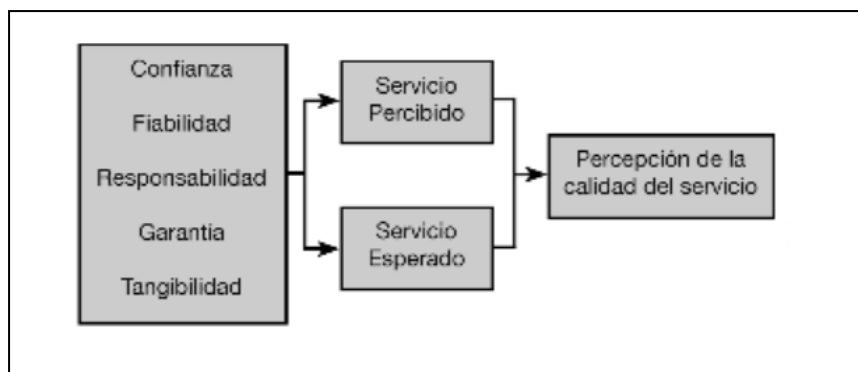 Confianza
Fiabilidad
Responsabilidad
Garantía
Tangibilidad
Servicio
Percibido
Servicio
Esperado
Percepción de la
calidad del servicio